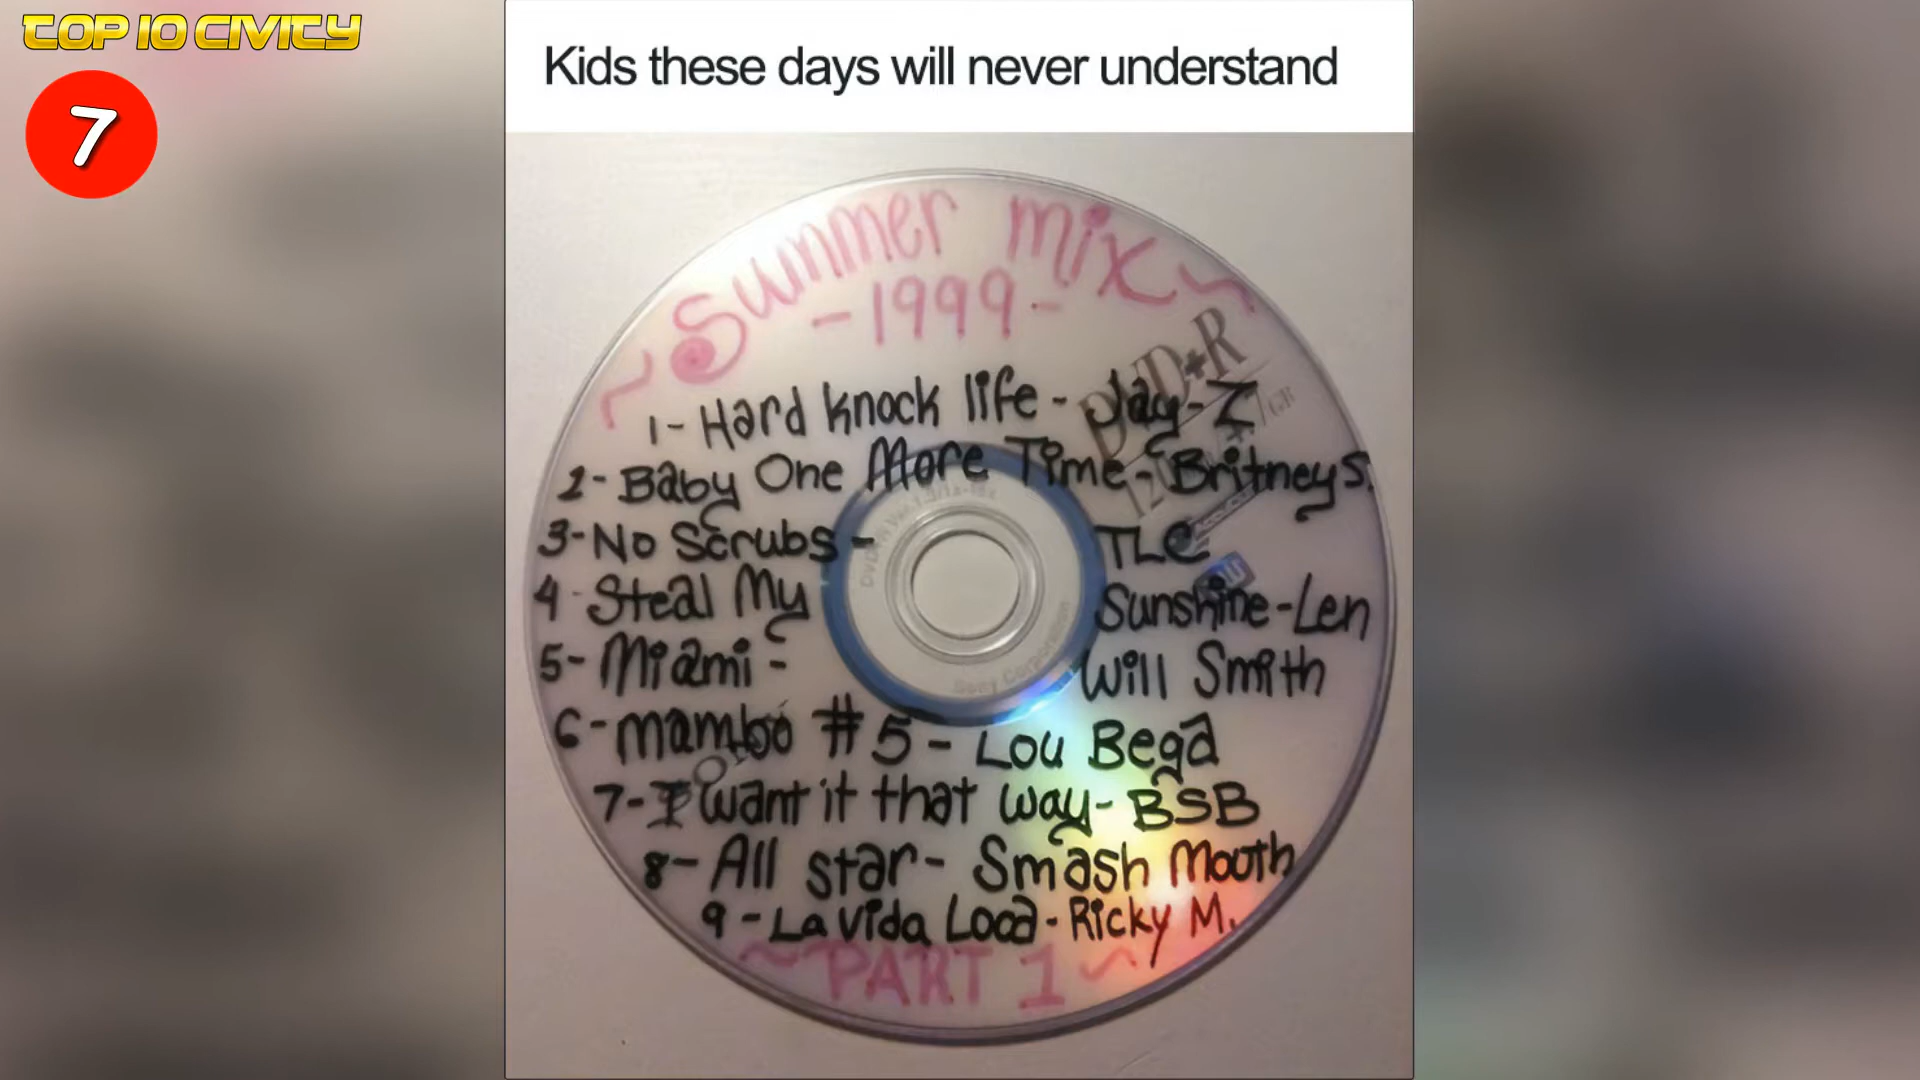 TOP 10 CIVITY
7
Kids these days will never understand
~Summer mix~
-1999-
DVD+R
1-Hard knock life-Jay-Z
2-Baby One More Time-Britney S.
3-No Scrubs- TLC
4-Steal My Sunshine-Len
5-Miami- Will Smith
6-mambo #5-Lou Bega
7-I want it that way-BSB
8-All star-Smash Mouth
9-La Vida Loca-Ricky M.
~PART 1~
Sony Corporation